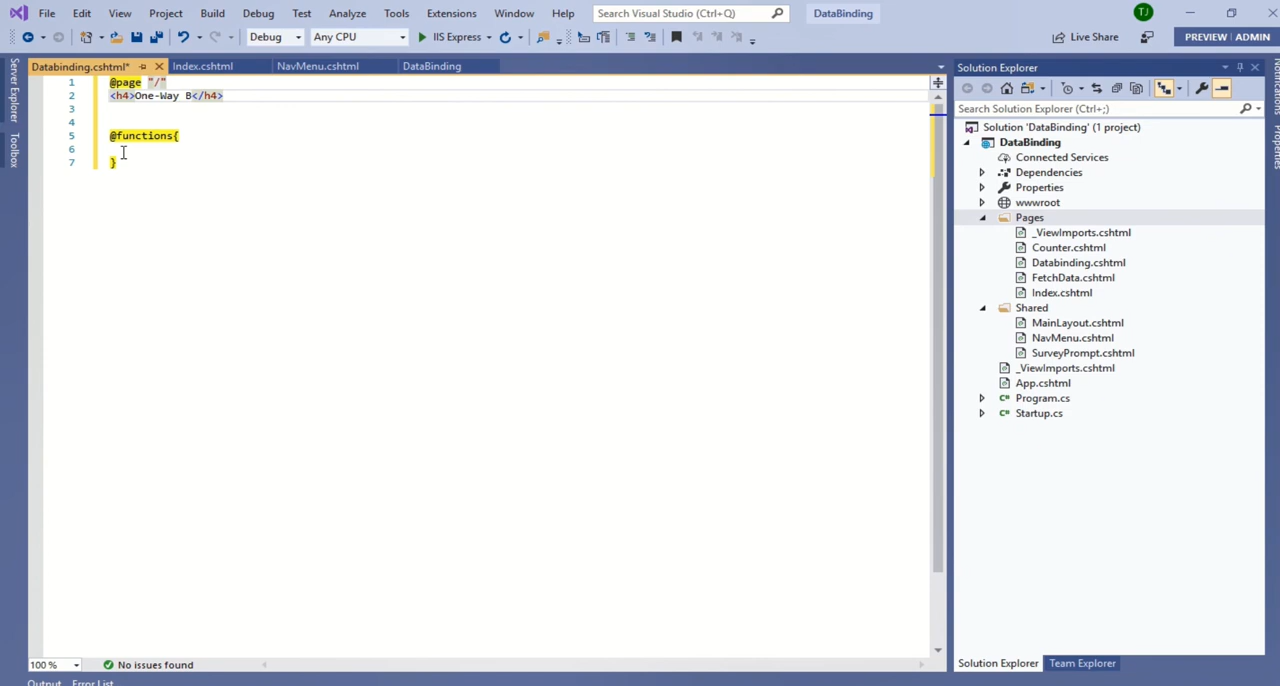 File Edit View Project Build Debug Test Analyze Tools Extensions Window Help Search Visual Studio (Ctrl+Q) DataBinding TJ
Debug Any CPU IIS Express Live Share PREVIEW ADMIN
Server Explorer
Toolbox
Databinding.cshtml* Index.cshtml NavMenu.cshtml DataBinding
1 @page "/"
2 <h4>One-Way B</h4>
3
4
5 @functions{
6
7 }
100 % No issues found
Output Error List
Solution Explorer
Search Solution Explorer (Ctrl+;)
Solution 'DataBinding' (1 project)
DataBinding
Connected Services
Dependencies
Properties
wwwroot
Pages
_ViewImports.cshtml
Counter.cshtml
Databinding.cshtml
FetchData.cshtml
Index.cshtml
Shared
MainLayout.cshtml
NavMenu.cshtml
SurveyPrompt.cshtml
_ViewImports.cshtml
App.cshtml
C# Program.cs
C# Startup.cs
Solution Explorer Team Explorer
Notifications
Properties